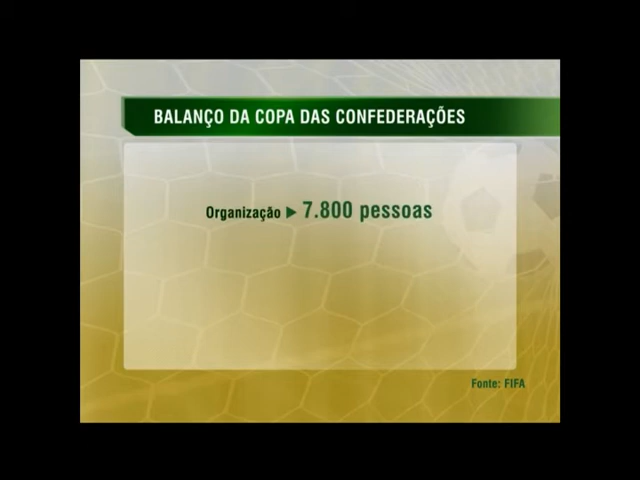 BALANÇO DA COPA DAS CONFEDERAÇÕES
Organização ► 7.800 pessoas
Fonte: FIFA